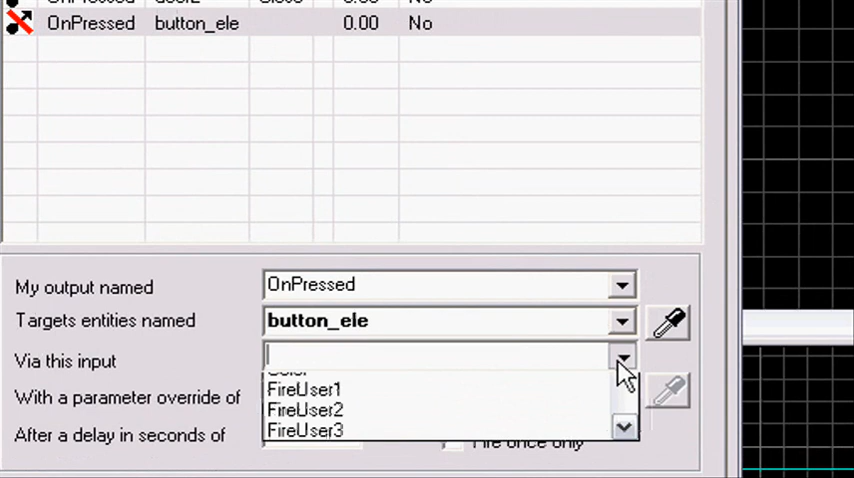 OnPressed button_ele 0.00 No
My output named OnPressed
Targets entities named button_ele
Via this input
FireUser1
With a parameter override of
FireUser2
FireUser3
After a delay in seconds of Fire once only